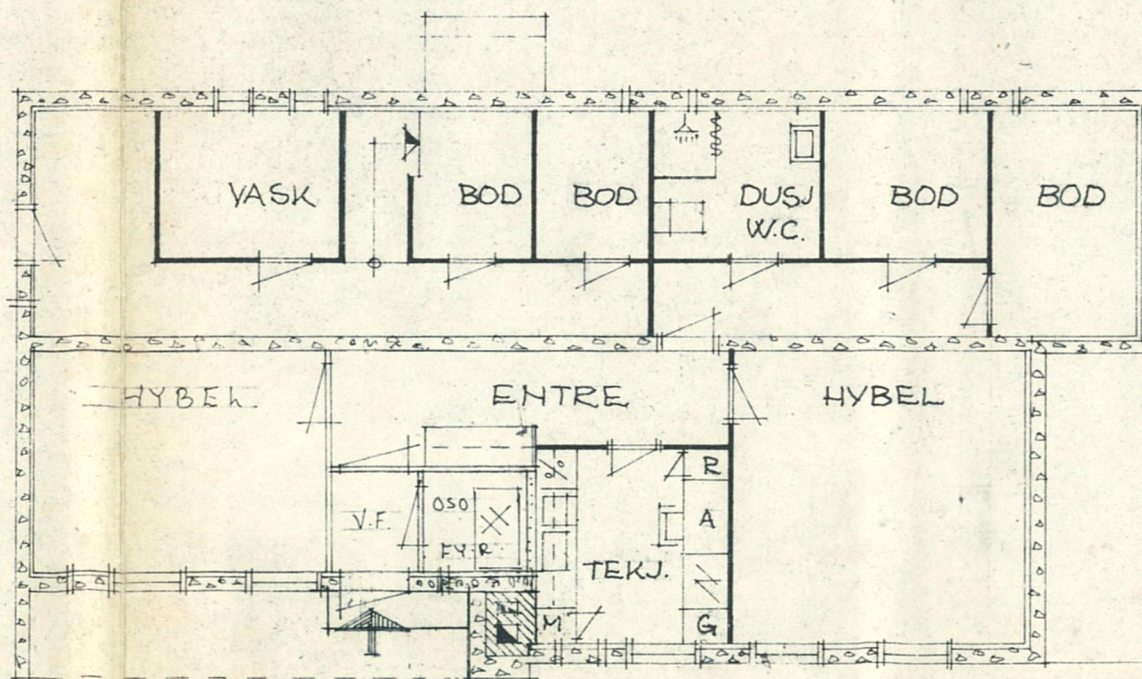 VASK
BOD
BOD
DUSJ
W.C.
BOD
BOD
HYBEL
ENTRE
HYBEL
R
OSO
V.F.
A
FYR
TEKJ.
M
G